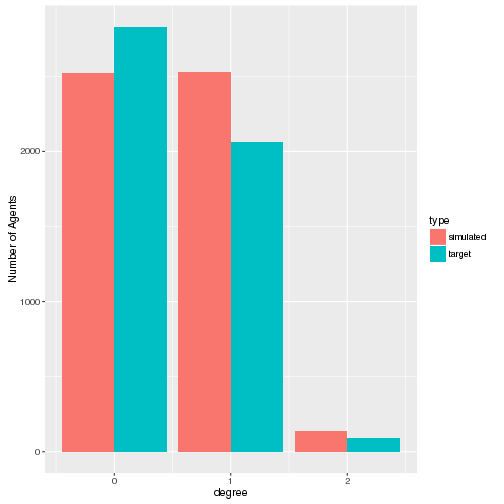 Number of Agents
2000
1000
0
0 1 2
degree
type
simulated
target